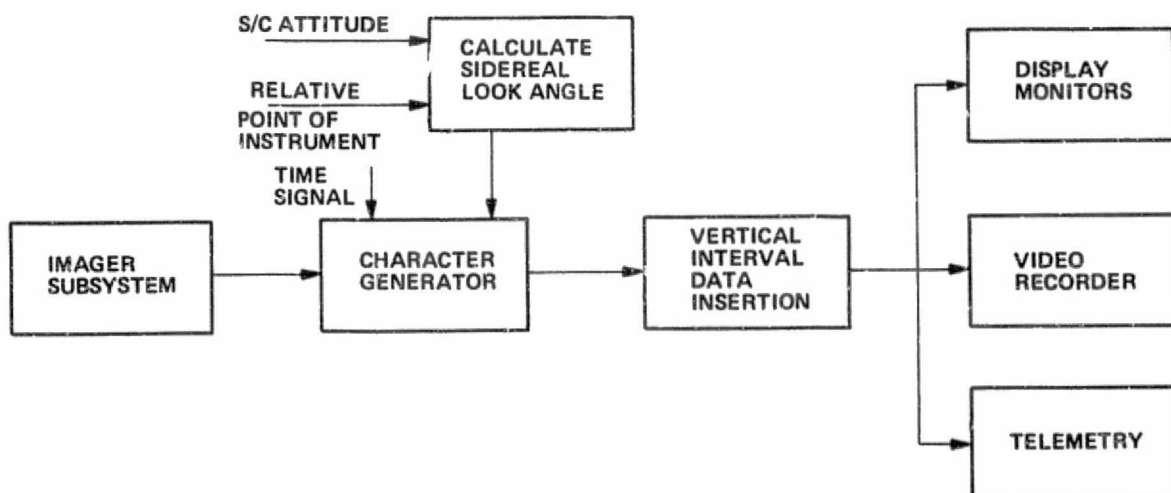 S/C ATTITUDE
RELATIVE
POINT OF
INSTRUMENT
TIME
SIGNAL
CALCULATE
SIDEREAL
LOOK ANGLE
IMAGER
SUBSYSTEM
CHARACTER
GENERATOR
VERTICAL
INTERVAL
DATA
INSERTION
DISPLAY
MONITORS
VIDEO
RECORDER
TELEMETRY